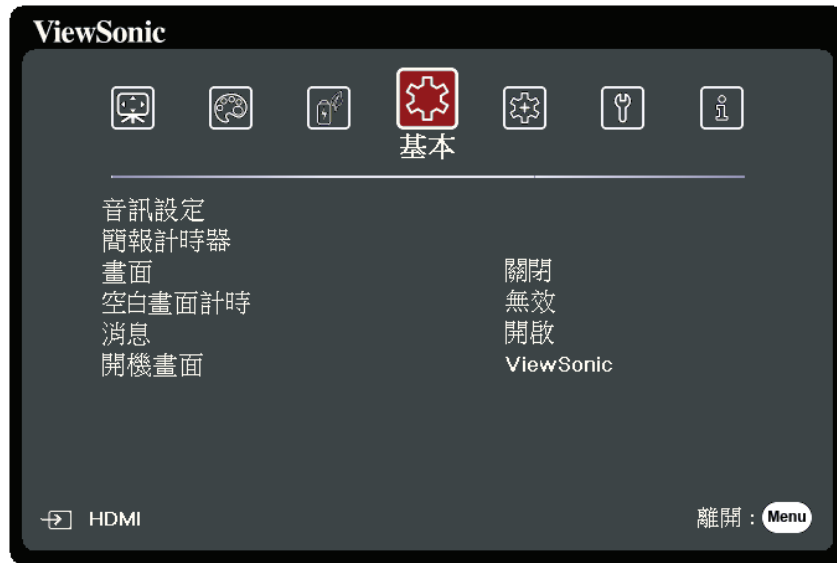 ViewSonic
基本
音訊設定
簡報計時器
畫面 關閉
空白畫面計時 無效
消息 開啟
開機畫面 ViewSonic
HDMI 離開：Menu